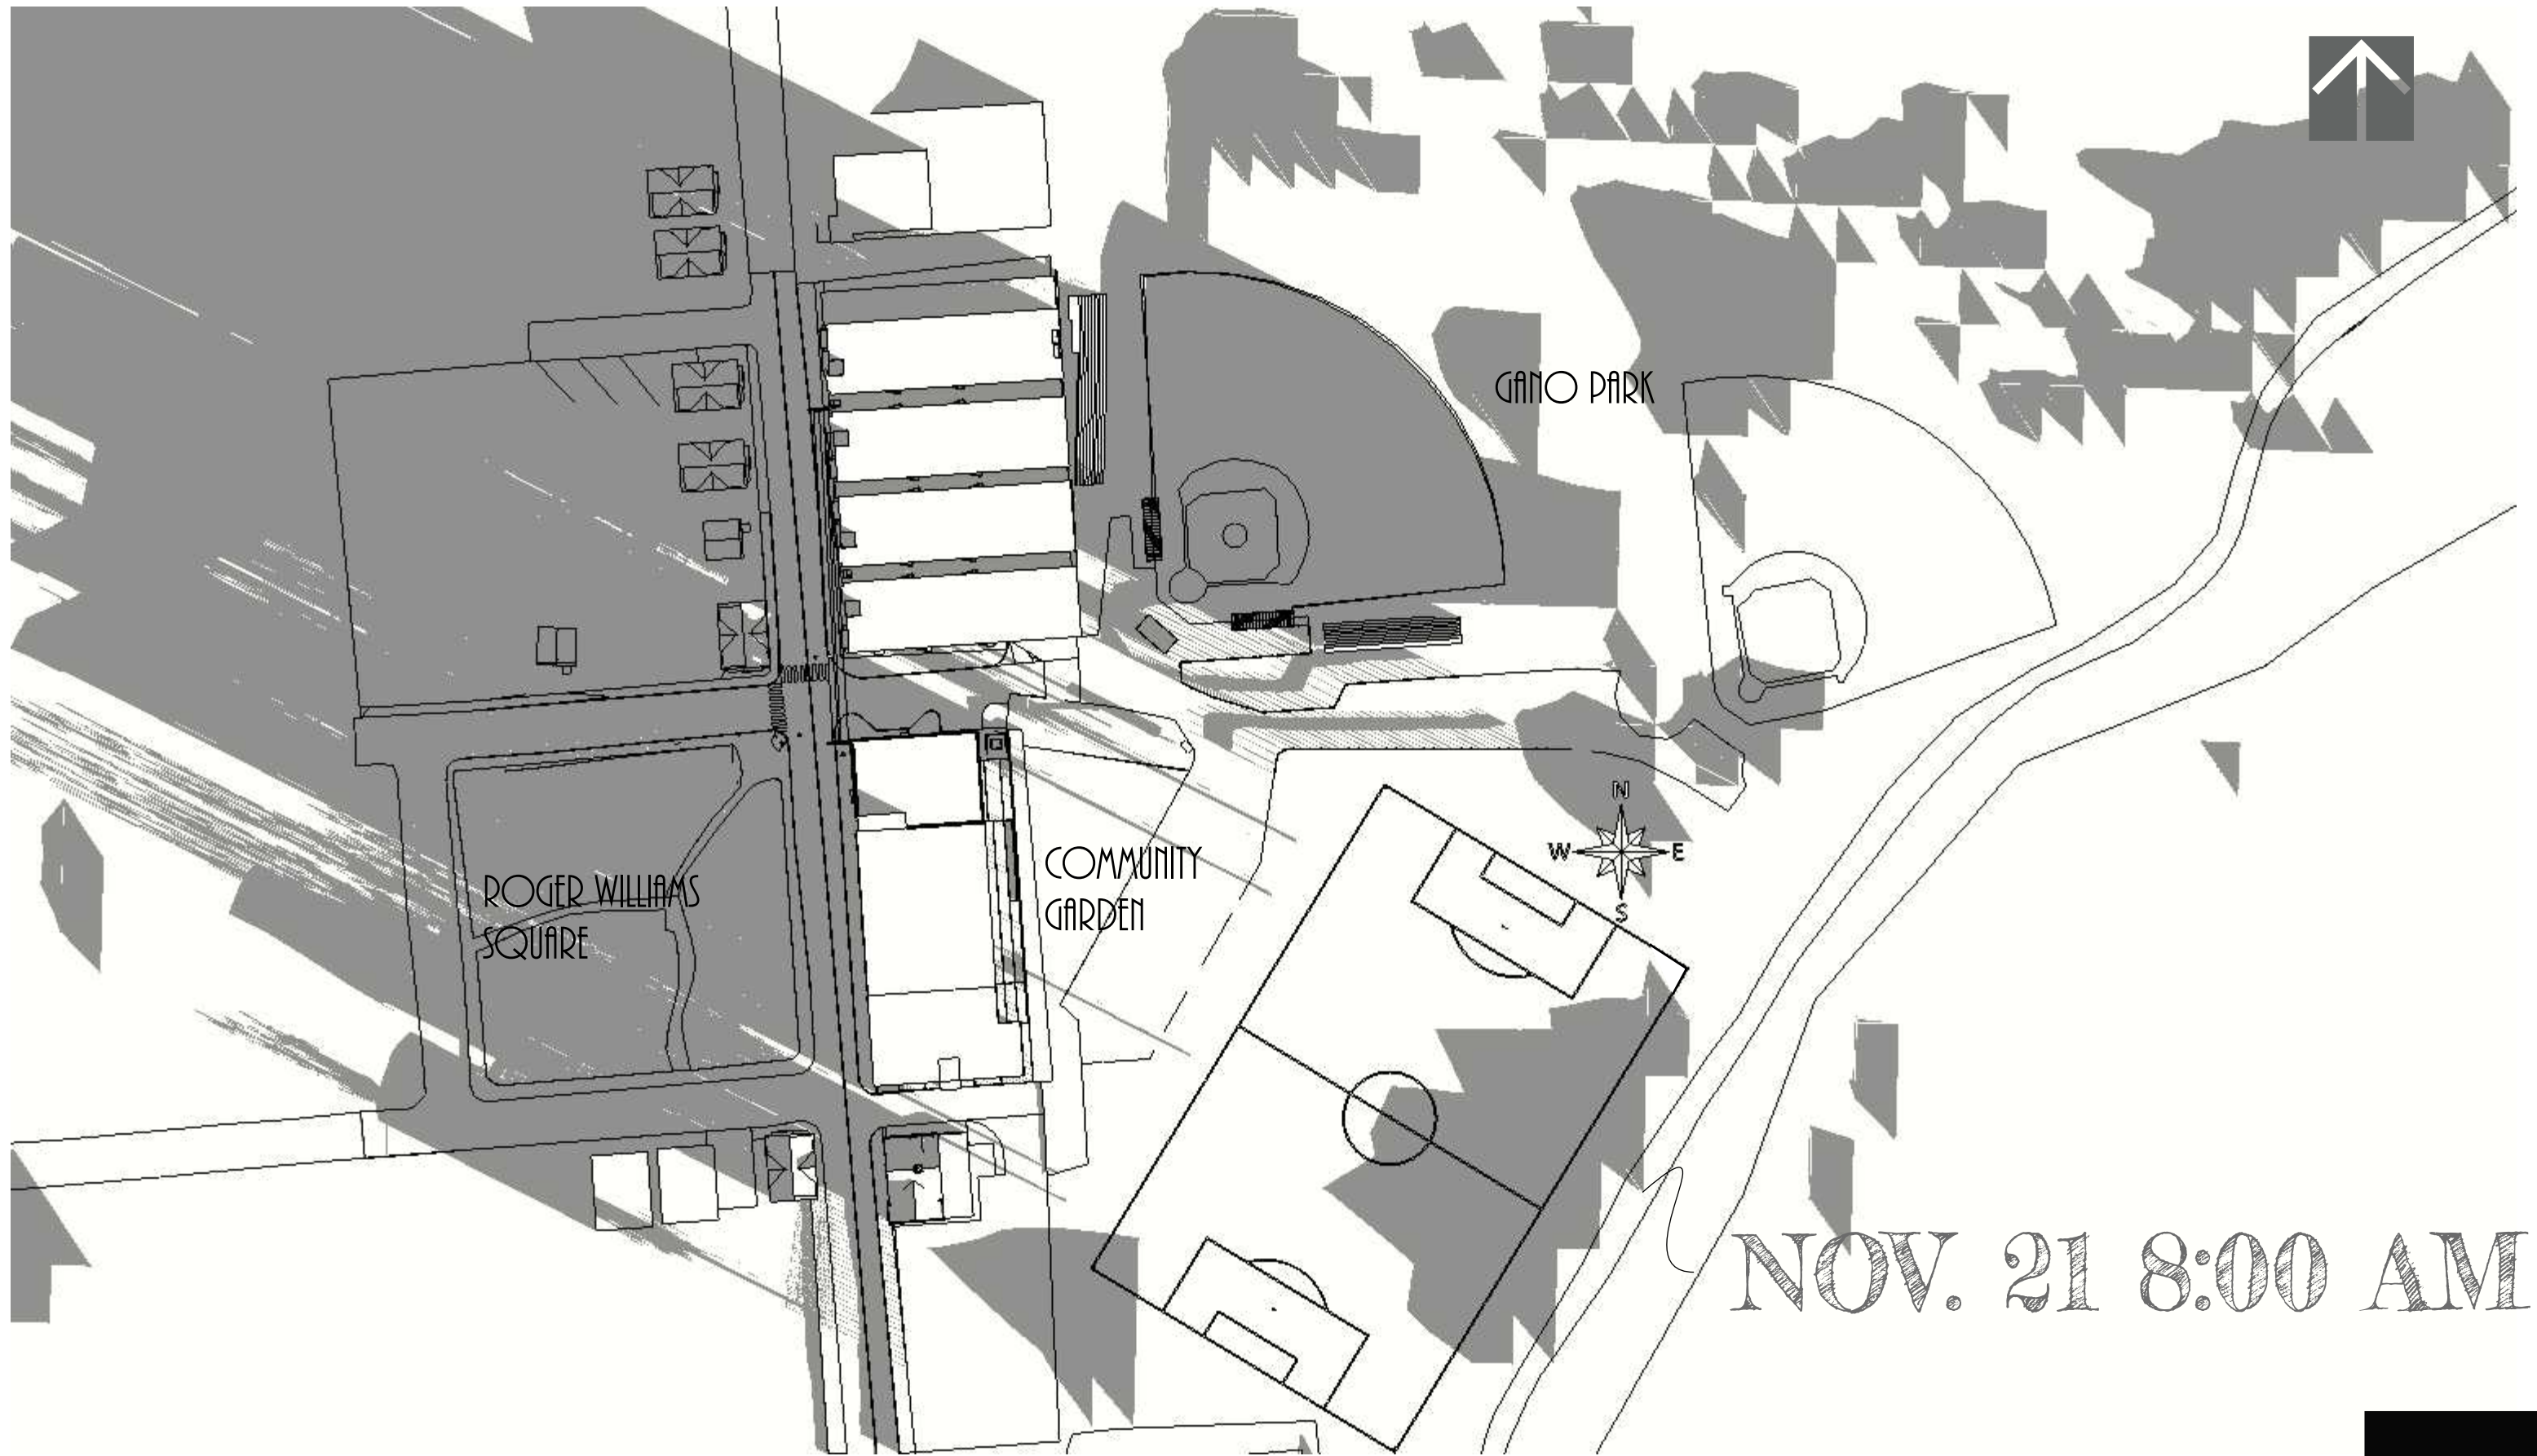 GANO PARK
N
W E
S
COMMUNITY
GARDEN
ROGER WILLIAMS
SQUARE
NOV. 21 8:00 AM